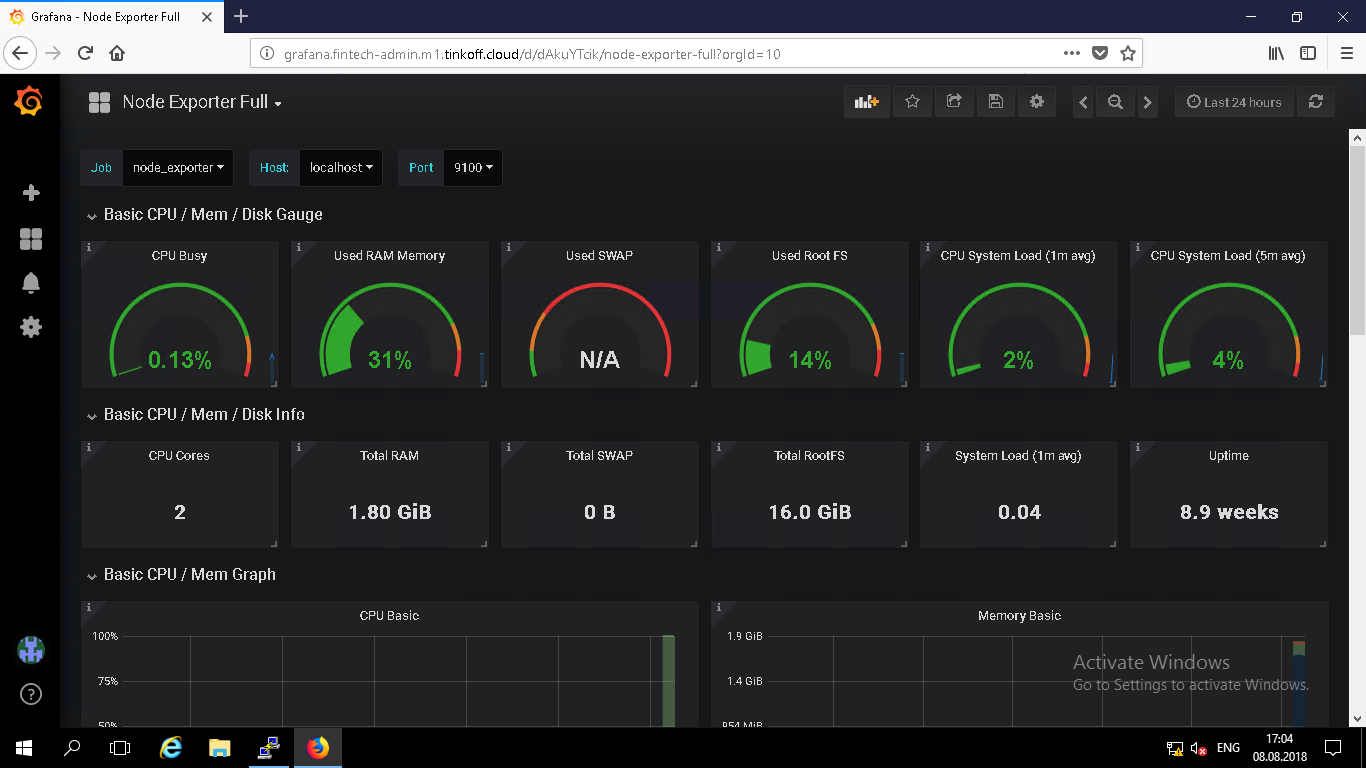 Grafana - Node Exporter Full
grafana.fintech-admin.m1.tinkoff.cloud/d/dAkuYTcik/node-exporter-full?orgId=10
Node Exporter Full
Last 24 hours
Job node_exporter Host: localhost Port 9100
Basic CPU / Mem / Disk Gauge
CPU Busy Used RAM Memory Used SWAP Used Root FS CPU System Load (1m avg) CPU System Load (5m avg)
0.13% 31% N/A 14% 2% 4%
Basic CPU / Mem / Disk Info
CPU Cores Total RAM Total SWAP Total RootFS System Load (1m avg) Uptime
2 1.80 GiB 0 B 16.0 GiB 0.04 8.9 weeks
Basic CPU / Mem Graph
CPU Basic Memory Basic
100% 1.9 GiB
Activate Windows
75% 1.4 GiB Go to Settings to activate Windows.
50% 954 MiB
ENG 17:04
08.08.2018